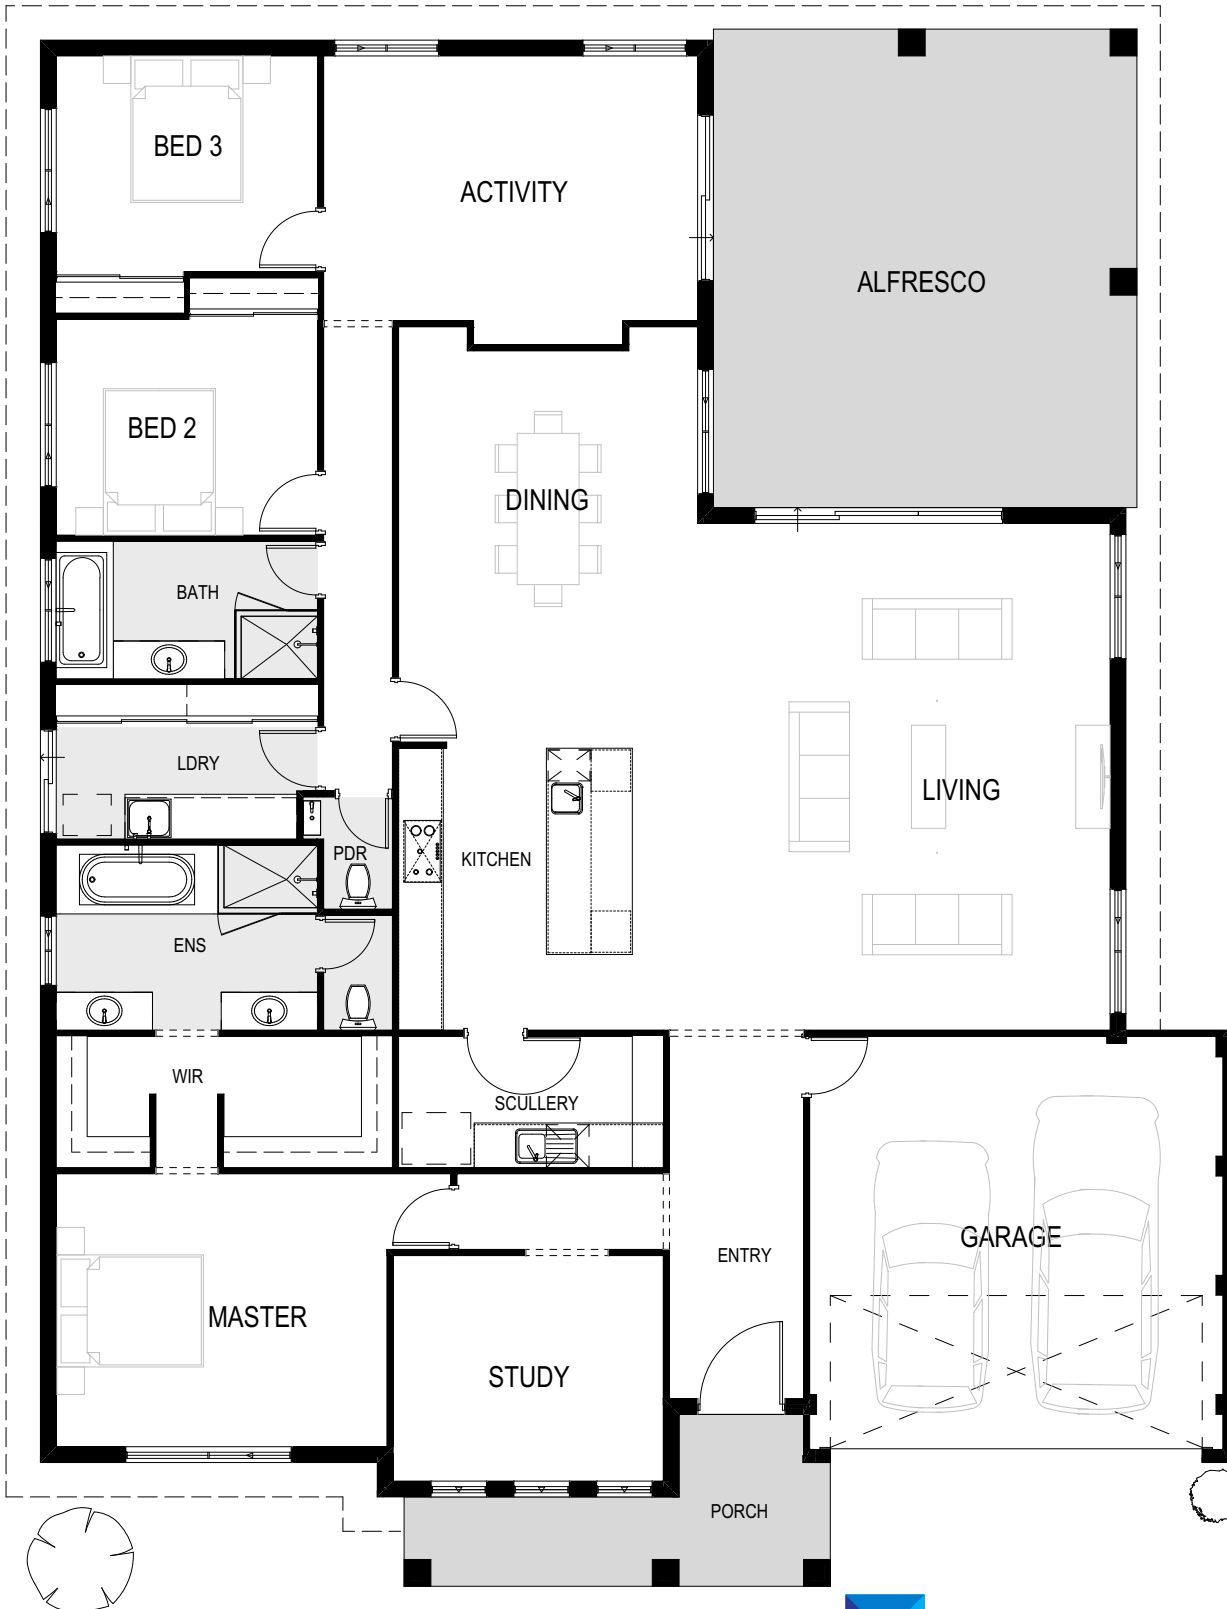 BED 3
ACTIVITY
ALFRESCO
BED 2
DINING
BATH
LDRY
LIVING
PDR
KITCHEN
ENS
WIR
SCULLERY
GARAGE
ENTRY
MASTER
STUDY
PORCH